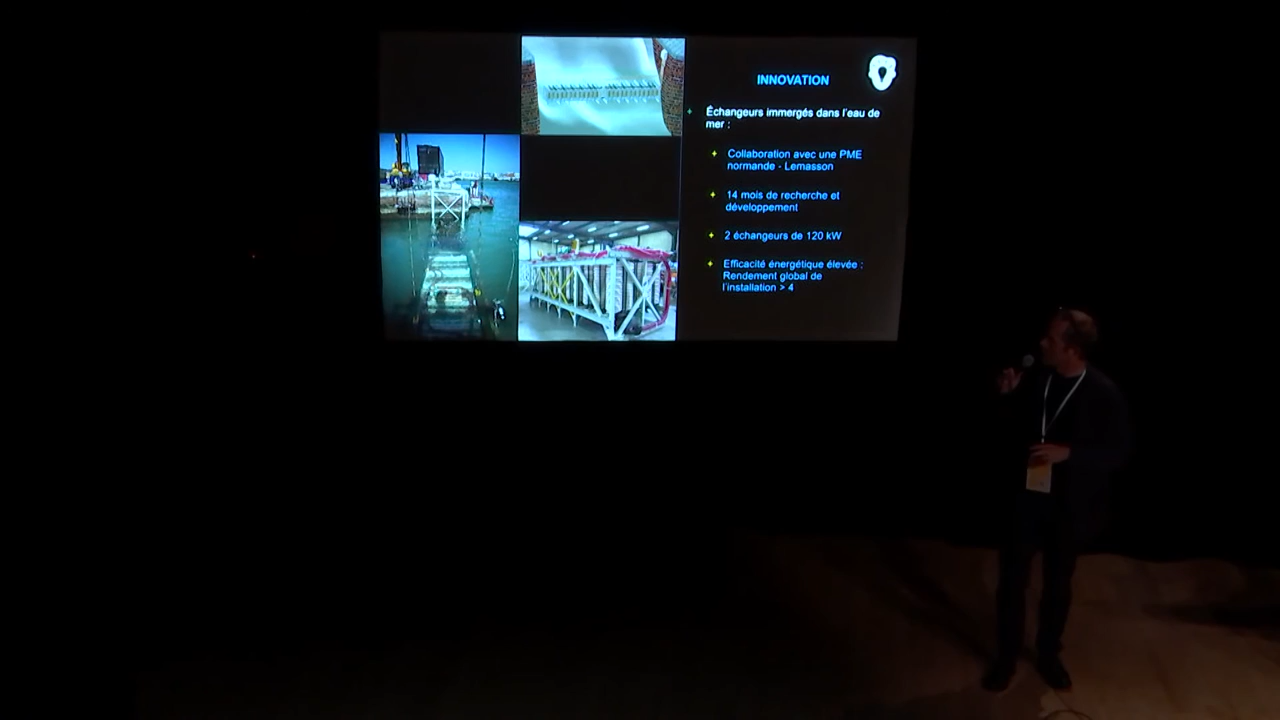 INNOVATION
Échangeurs immergés dans l'eau de
mer :
Collaboration avec une PME
normande - Lemasson
14 mois de recherche et
développement
2 échangeurs de 120 kW
Efficacité énergétique élevée :
Rendement global de
l'installation > 4